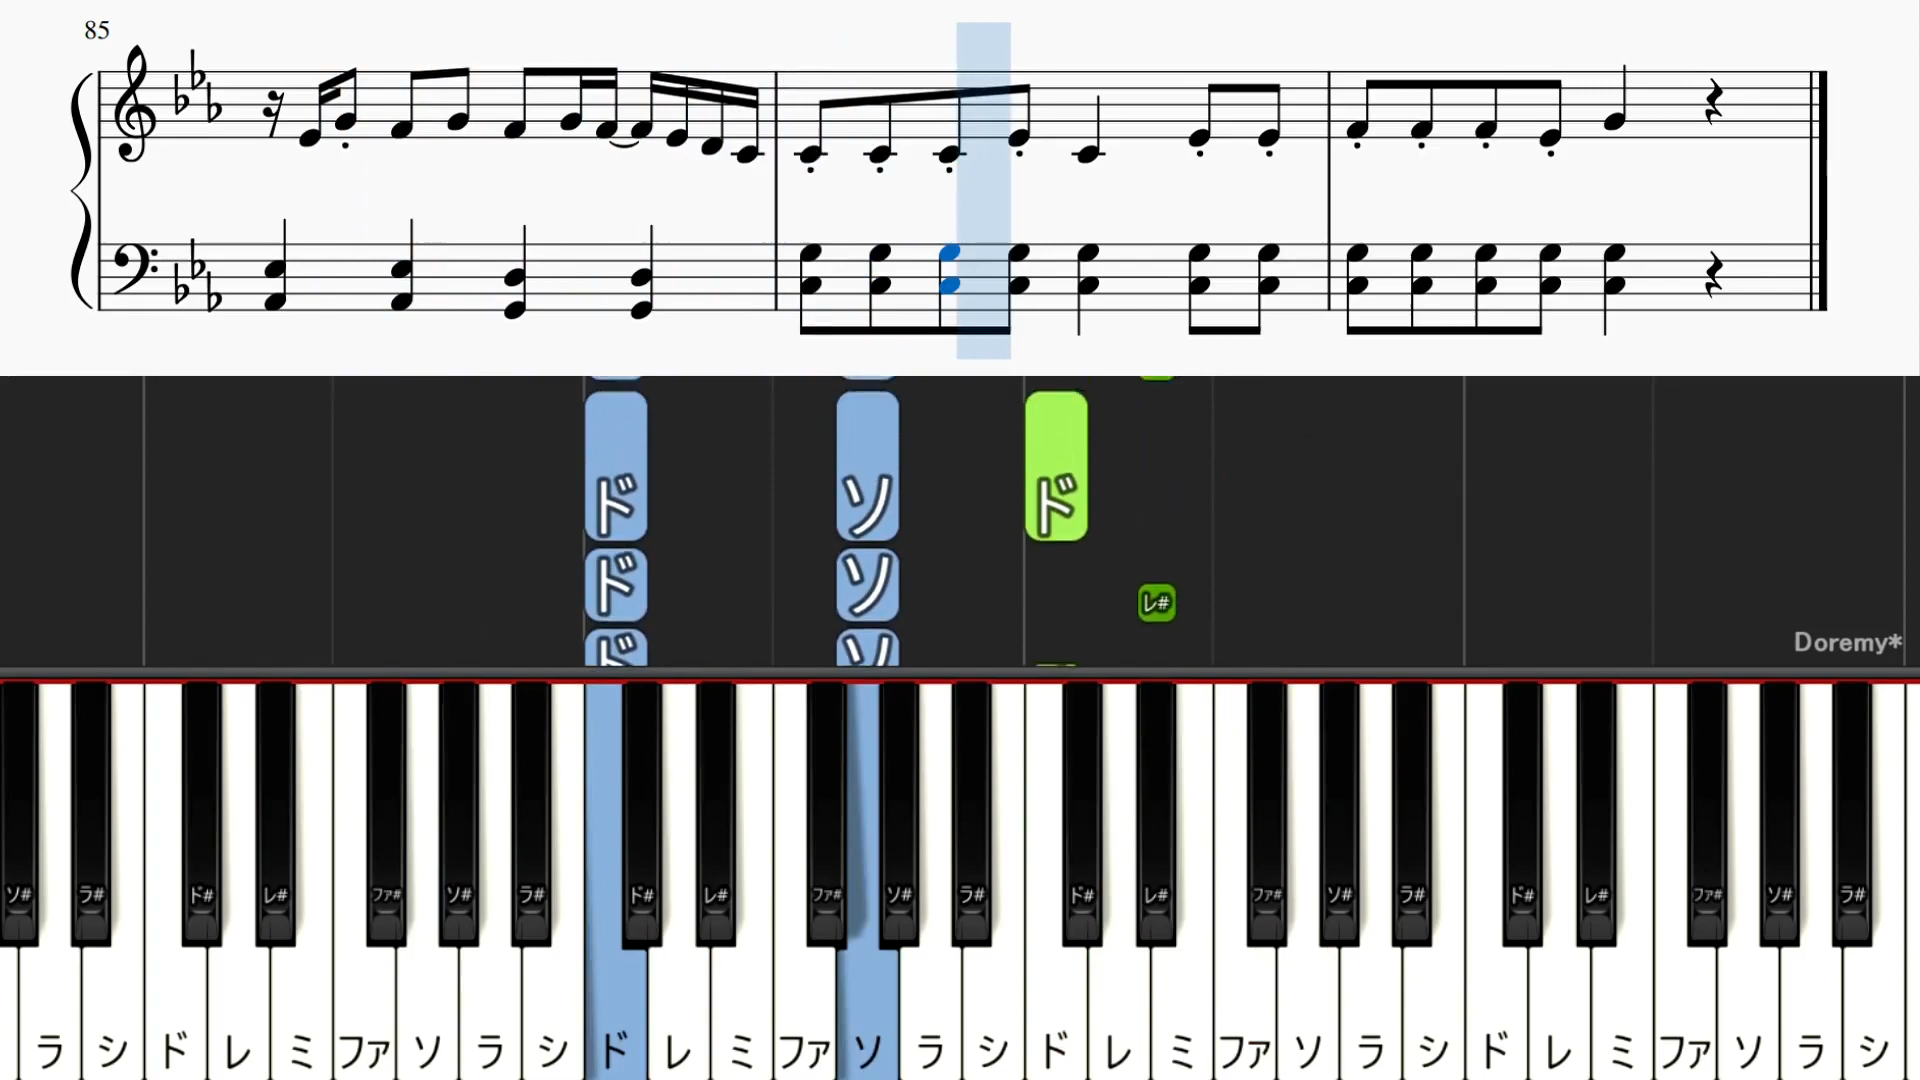 85
ド ソ ド
ド ソ
レ#
ド ソ
Doremy*
ソ# ラ# ド# レ# ファ# ソ# ラ# ド# レ# ファ# ソ# ラ# ド# レ# ファ# ソ# ラ# ド# レ# ファ# ソ# ラ#
ラ シ ド レ ミ ファ ソ ラ シ ド レ ミ ファ ソ ラ シ ド レ ミ ファ ソ ラ シ ド レ ミ ファ ソ ラ シ